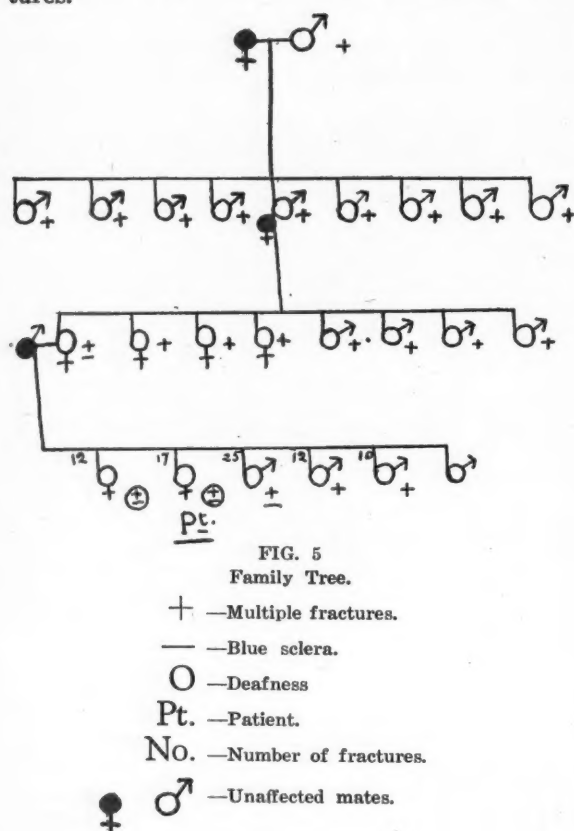 tures.
12 17 25 12 10
Pt.
FIG. 5
Family Tree.
+ —Multiple fractures.
— —Blue sclera.
O —Deafness
Pt. —Patient.
No. —Number of fractures.
—Unaffected mates.